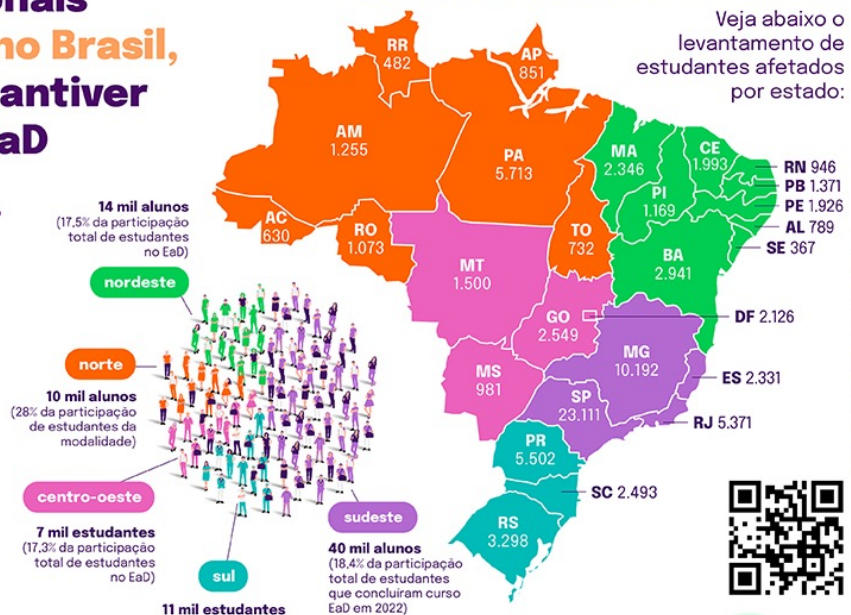 onais
no Brasil,
antiver
aD
Veja abaixo o
levantamento de
estudantes afetados
por estado:
RR
482
AP
851
AM
1.255
PA
5.713
MA
2.346
CE
1.993
RN 946
PB 1.371
PE 1.926
AL 789
SE 367
PI
1.169
AC
630
RO
1.073
TO
732
BA
2.941
MT
1.500
GO
2.549
DF 2.126
MS
981
MG
10.192
ES 2.331
SP
23.111
RJ 5.371
PR
5.502
SC 2.493
RS
3.298
14 mil alunos
(17,5% da participação
total de estudantes
no EaD)
nordeste
norte
10 mil alunos
(28% da participação
de estudantes da
modalidade)
centro-oeste
7 mil estudantes
(17,3% da participação
total de estudantes
no EaD)
sul
11 mil estudantes
sudeste
40 mil alunos
(18,4% da participação
total de estudantes
que concluíram curso
EaD em 2022)